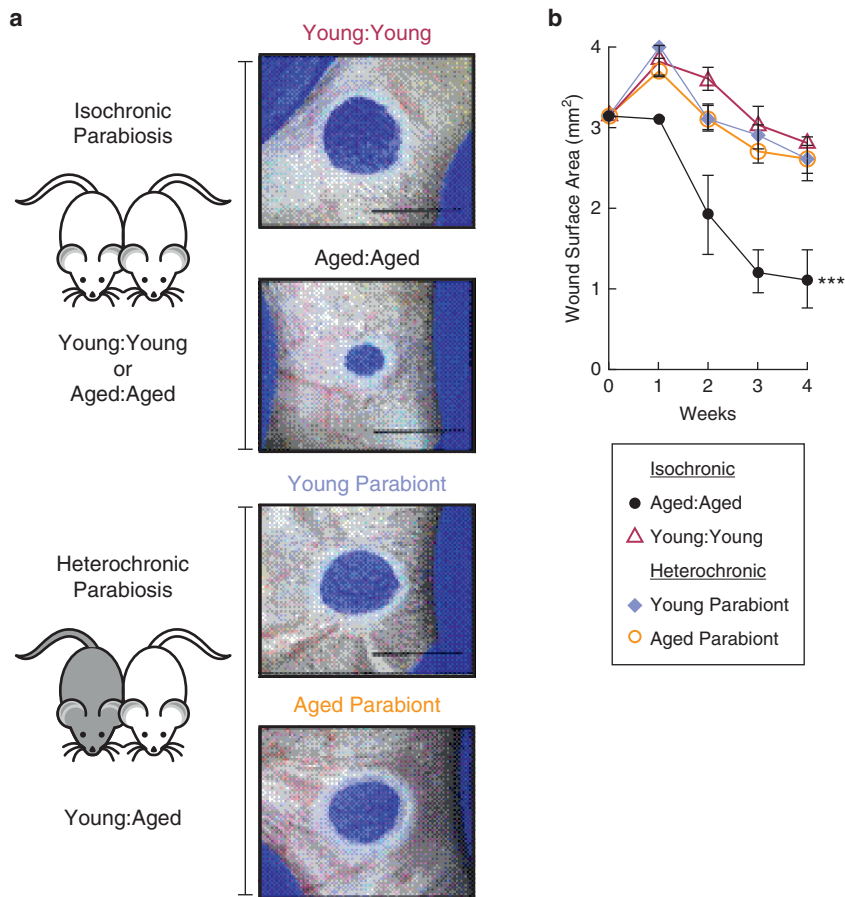 a
Young:Young
Isochronic
Parabiosis
Aged:Aged
Young:Young
or
Aged:Aged
Young Parabiont
Heterochronic
Parabiosis
Aged Parabiont
Young:Aged
b
Wound Surface Area (mm²)
4
3
2
1
0
***
0 1 2 3 4
Weeks
Isochronic
Aged:Aged
Young:Young
Heterochronic
Young Parabiont
Aged Parabiont